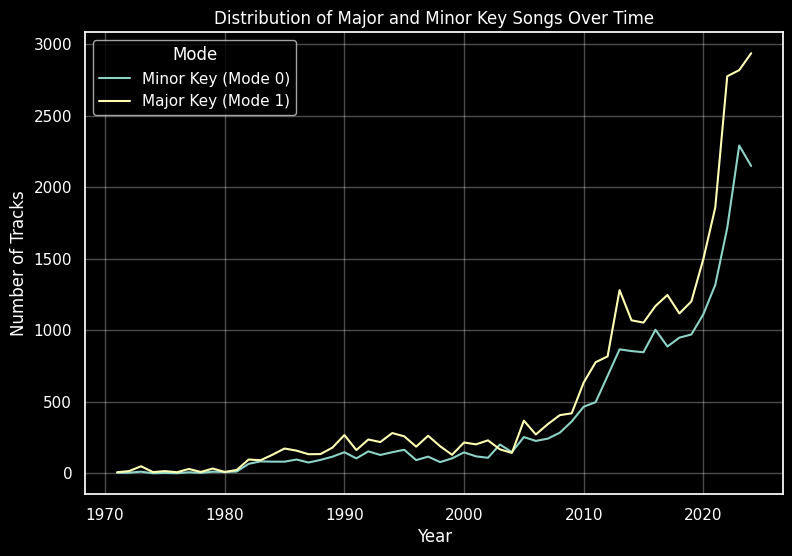 Distribution of Major and Minor Key Songs Over Time
Mode
Minor Key (Mode 0)
Major Key (Mode 1)
Number of Tracks
3000
2500
2000
1500
1000
500
0
1970 1980 1990 2000 2010 2020
Year